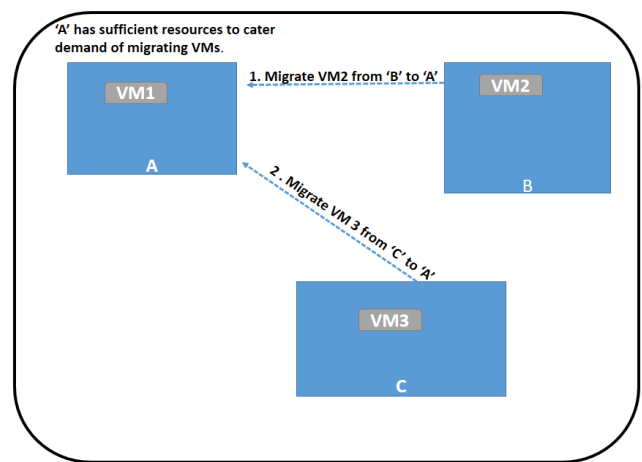 ‘A’ has sufficient resources to cater
demand of migrating VMs.
1. Migrate VM2 from ‘B’ to ‘A’
VM1
VM2
A
B
2 . Migrate VM 3 from ‘C’ to ‘A’
VM3
C